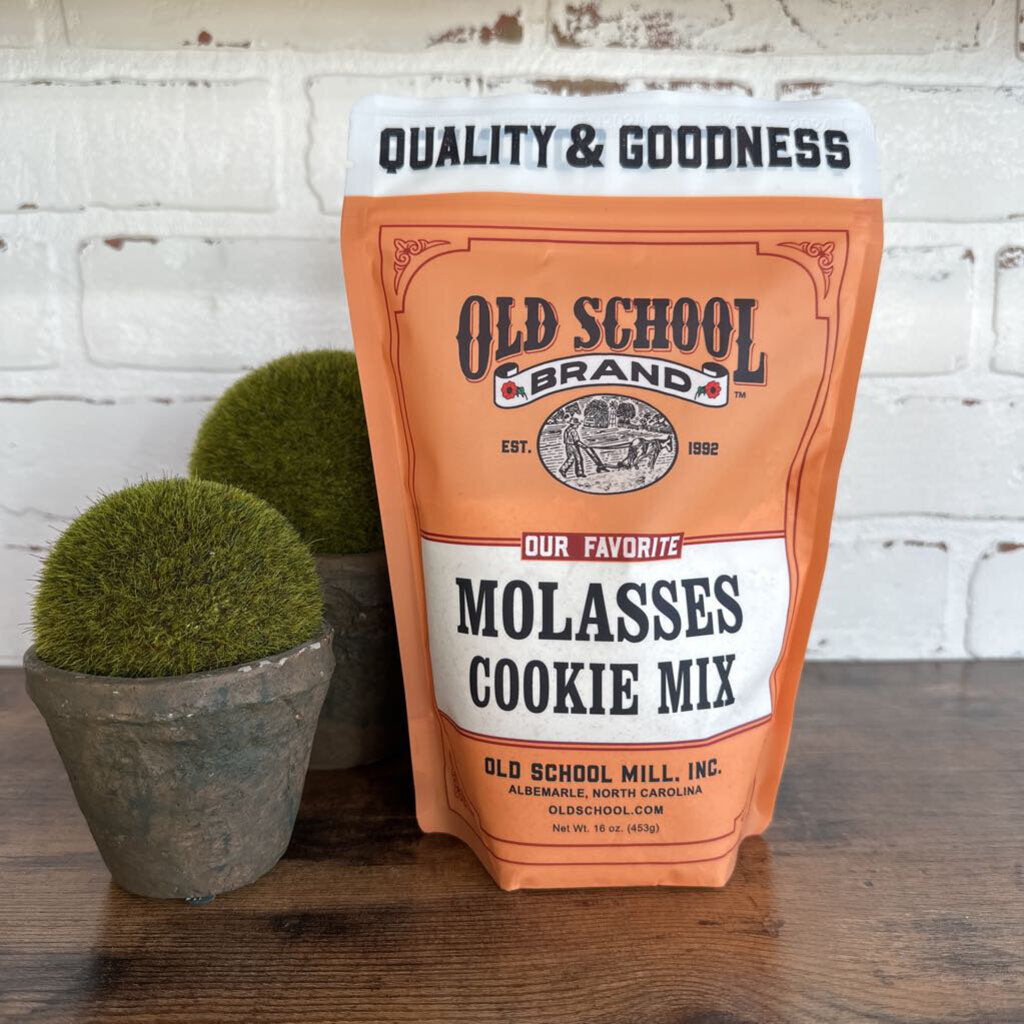 QUALITY & GOODNESS
OLD SCHOOL
BRAND
TM
EST. 1992
OUR FAVORITE
MOLASSES
COOKIE MIX
OLD SCHOOL MILL, INC.
ALBEMARLE, NORTH CAROLINA
OLDSCHOOL.COM
Net Wt. 16 oz. (453g)